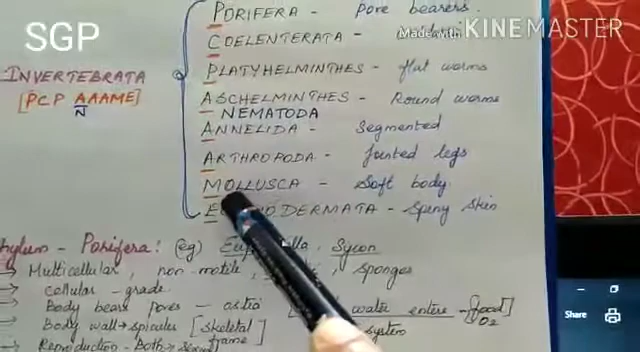 SGP
Made with KINEMASTER
PORIFERA - Pore bearers.
COELENTERATA -
INVERTEBRATA
PLATYHELMINTHES - flat worms
[PCP AAAME]
N
ASCHELMINTHES - Round worms
NEMATODA
ANNELIDA - Segmented
ARTHROPODA - Jointed legs
MOLLUSCA - Soft body
DERMATA - Spiny skin
Phylum - Porifera: (eg) Sycon
Multicellular, non motile, sponges
cellular - grade.
Body bears pores - ostia water enters - food] O2
Body wall → spicules [skeletal frame] system
Reproduction - Both →
Share